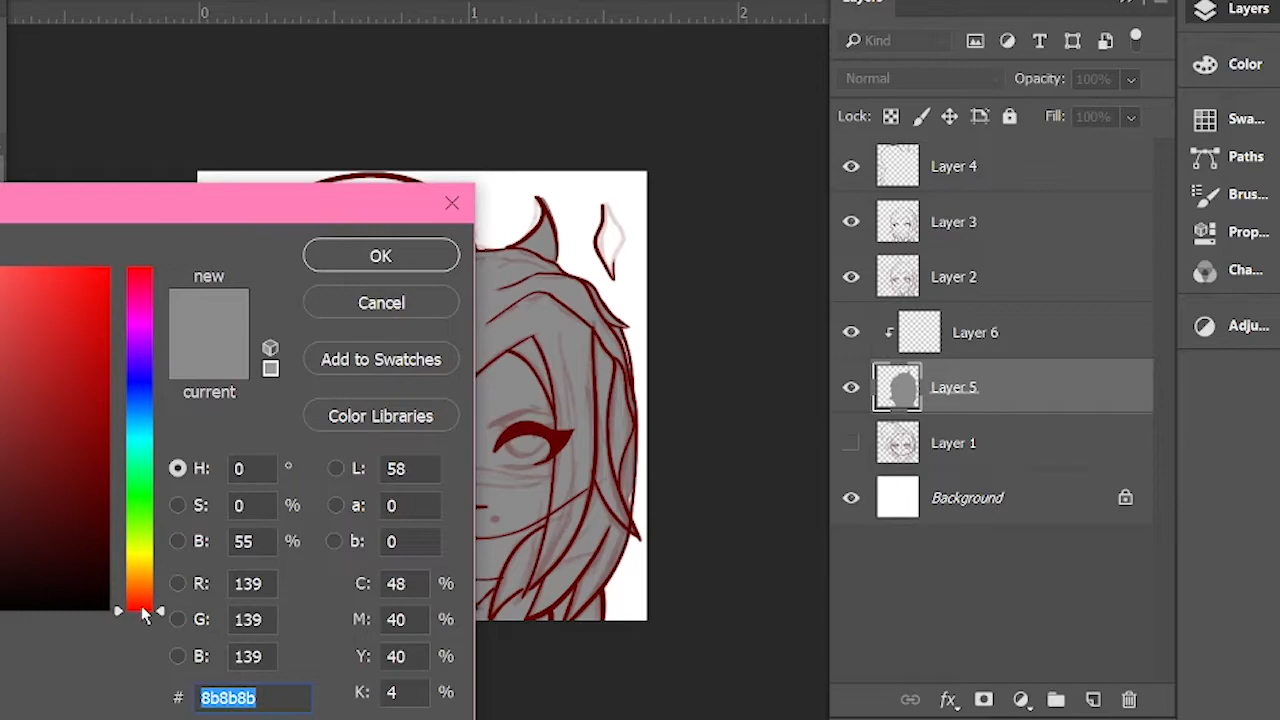 0 1 2
Layers
Layers
Kind
Color
Normal Opacity: 100%
Lock: Fill: 100%
Swa...
Paths
Brus...
Prop...
Cha...
Adju...
Layer 4
Layer 3
Layer 2
Layer 6
Layer 5
Layer 1
Background
new
current
OK
Cancel
Add to Swatches
Color Libraries
H: 0 ° L: 58
S: 0 % a: 0
B: 55 % b: 0
R: 139 C: 48 %
G: 139 M: 40 %
B: 139 Y: 40 %
# 8b8b8b K: 4 %
fx